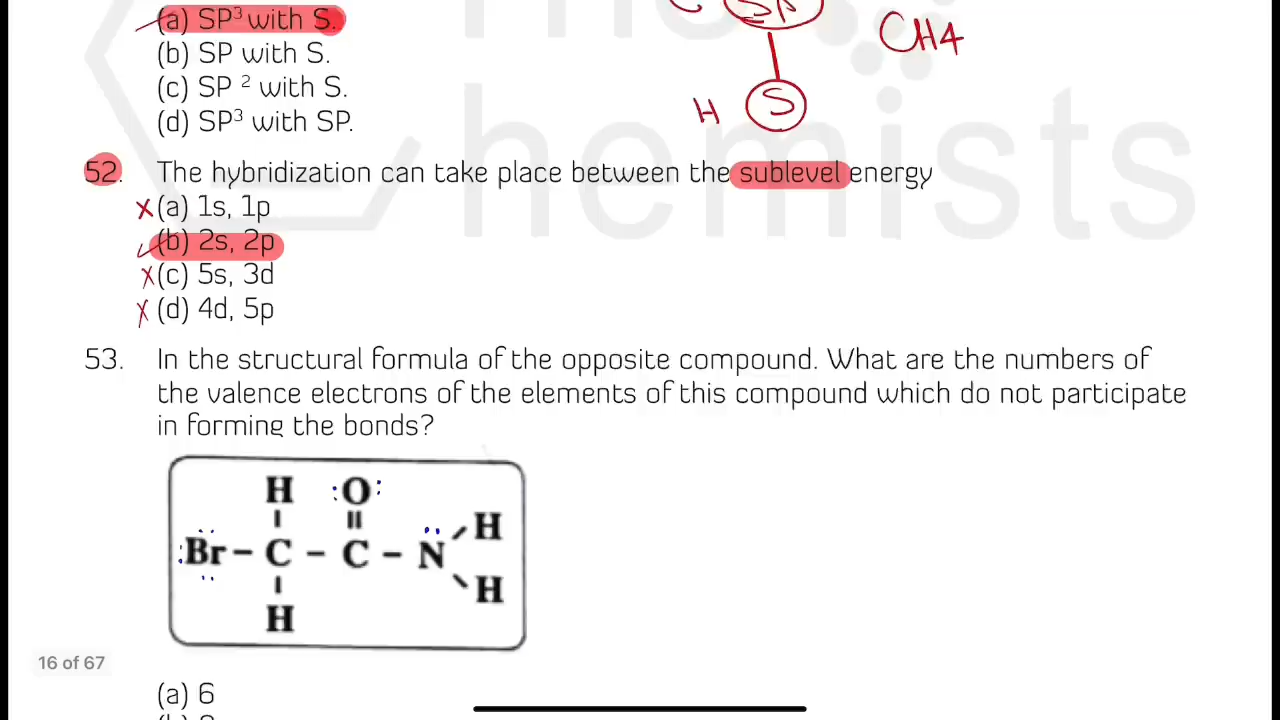 (a) SP³ with S.
(b) SP with S.
(c) SP ² with S.
(d) SP³ with SP.
SP
CH4
H S
hemists
52. The hybridization can take place between the sublevel energy
x (a) 1s, 1p
(b) 2s, 2p
x (c) 5s, 3d
x (d) 4d, 5p
53. In the structural formula of the opposite compound. What are the numbers of
the valence electrons of the elements of this compound which do not participate
in forming the bonds?
H :O:
:Br – C – C – N H
H H
16 of 67
(a) 6